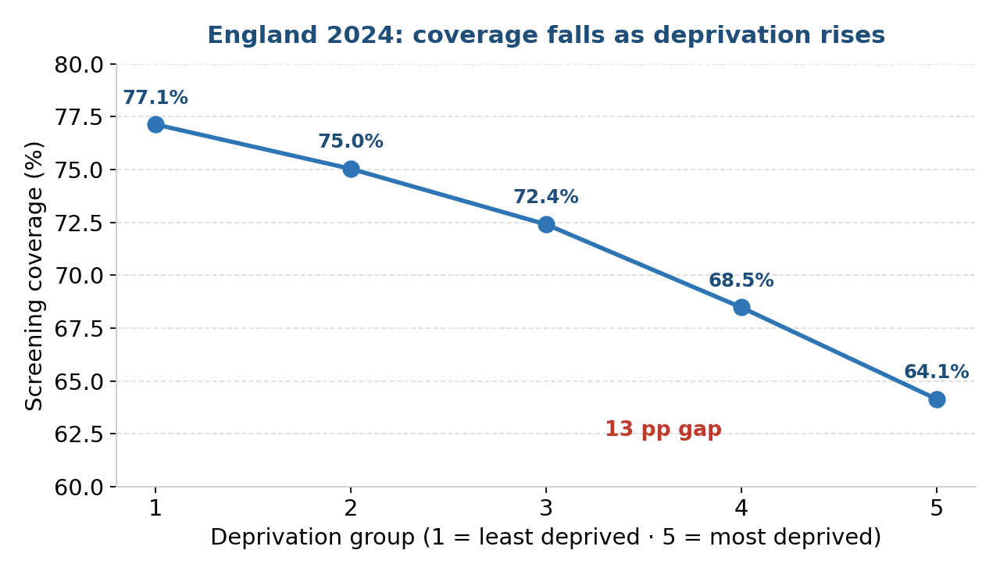 England 2024: coverage falls as deprivation rises
80.0
77.5
75.0
72.5
70.0
67.5
65.0
62.5
60.0
Screening coverage (%)
77.1%
75.0%
72.4%
68.5%
64.1%
13 pp gap
1 2 3 4 5
Deprivation group (1 = least deprived · 5 = most deprived)